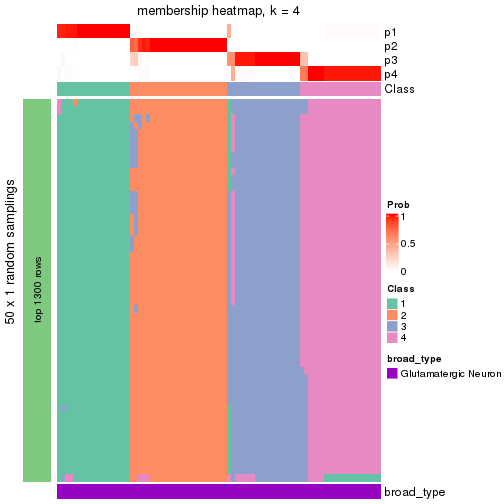 membership heatmap, k = 4
p1
p2
p3
p4
Class
50 x 1 random samplings
top 1300 rows
Prob
1
0.5
0
Class
1
2
3
4
broad_type
Glutamatergic Neuron
broad_type